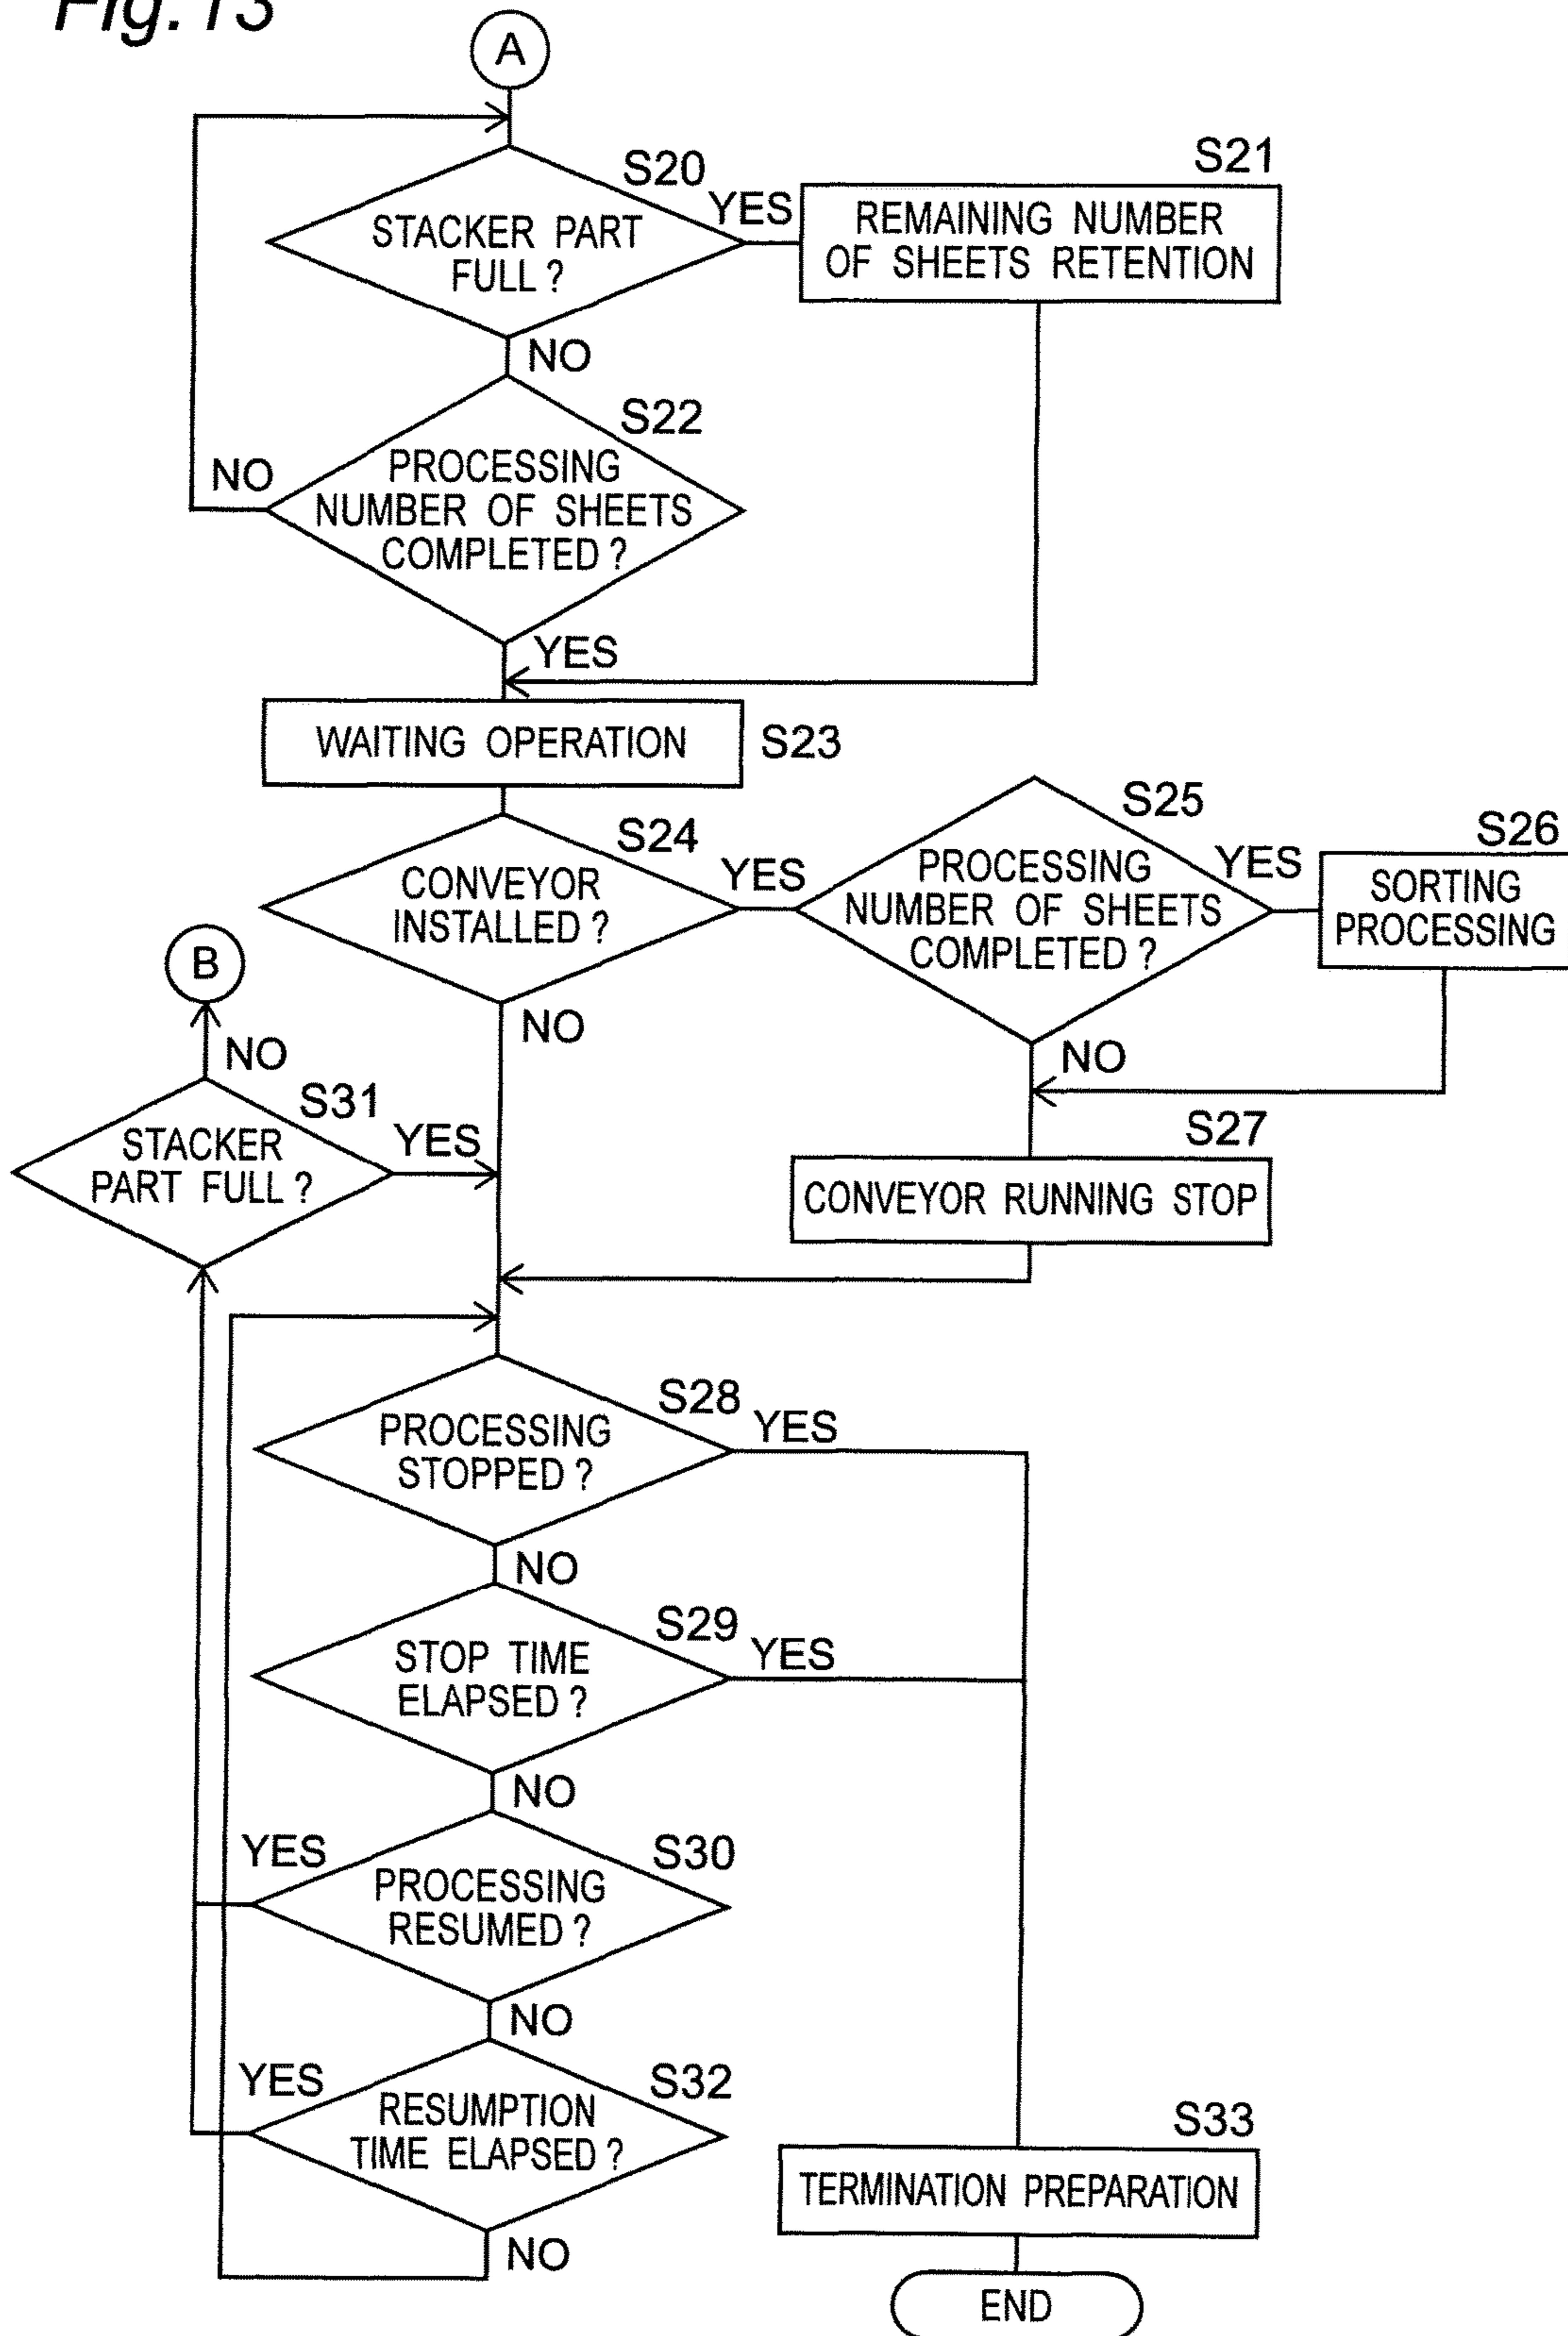 Fig. 13
A
S20
STACKER PART
FULL ?
YES
S21
REMAINING NUMBER
OF SHEETS RETENTION
NO
S22
PROCESSING
NUMBER OF SHEETS
COMPLETED ?
NO
YES
WAITING OPERATION
S23
S24
CONVEYOR
INSTALLED ?
YES
S25
PROCESSING
NUMBER OF SHEETS
COMPLETED ?
YES
S26
SORTING
PROCESSING
NO
NO
B
NO
S31
STACKER
PART FULL ?
YES
S27
CONVEYOR RUNNING STOP
S28
PROCESSING
STOPPED ?
YES
NO
S29
STOP TIME
ELAPSED ?
YES
NO
S30
PROCESSING
RESUMED ?
YES
NO
S32
RESUMPTION
TIME ELAPSED ?
YES
NO
S33
TERMINATION PREPARATION
END